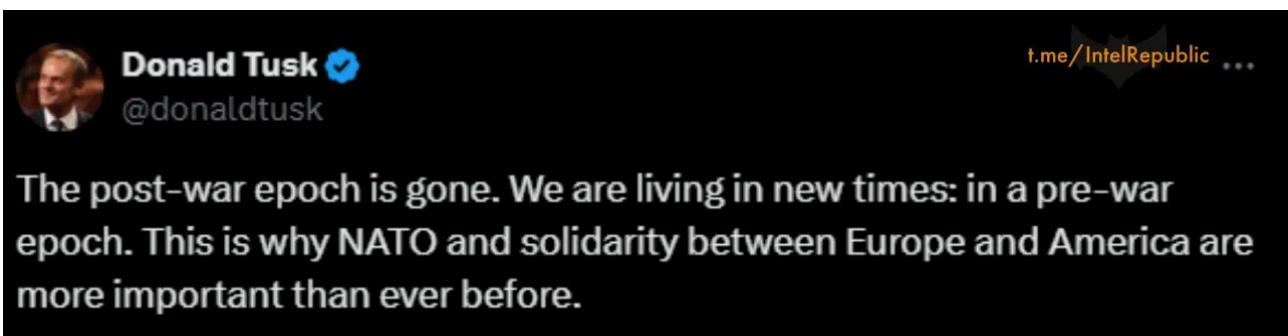 Donald Tusk
t.me/IntelRepublic
@donaldtusk
The post-war epoch is gone. We are living in new times: in a pre-war
epoch. This is why NATO and solidarity between Europe and America are
more important than ever before.